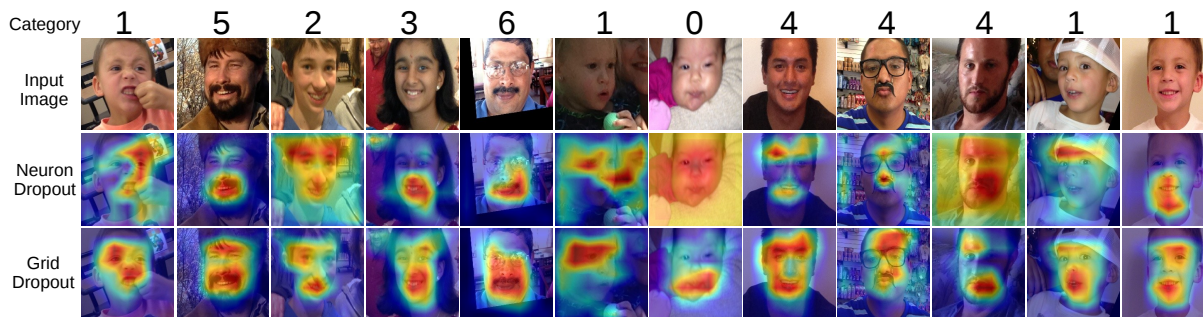 Category 1 5 2 3 6 1 0 4 4 4 1 1
Input
Image
Neuron
Dropout
Grid
Dropout